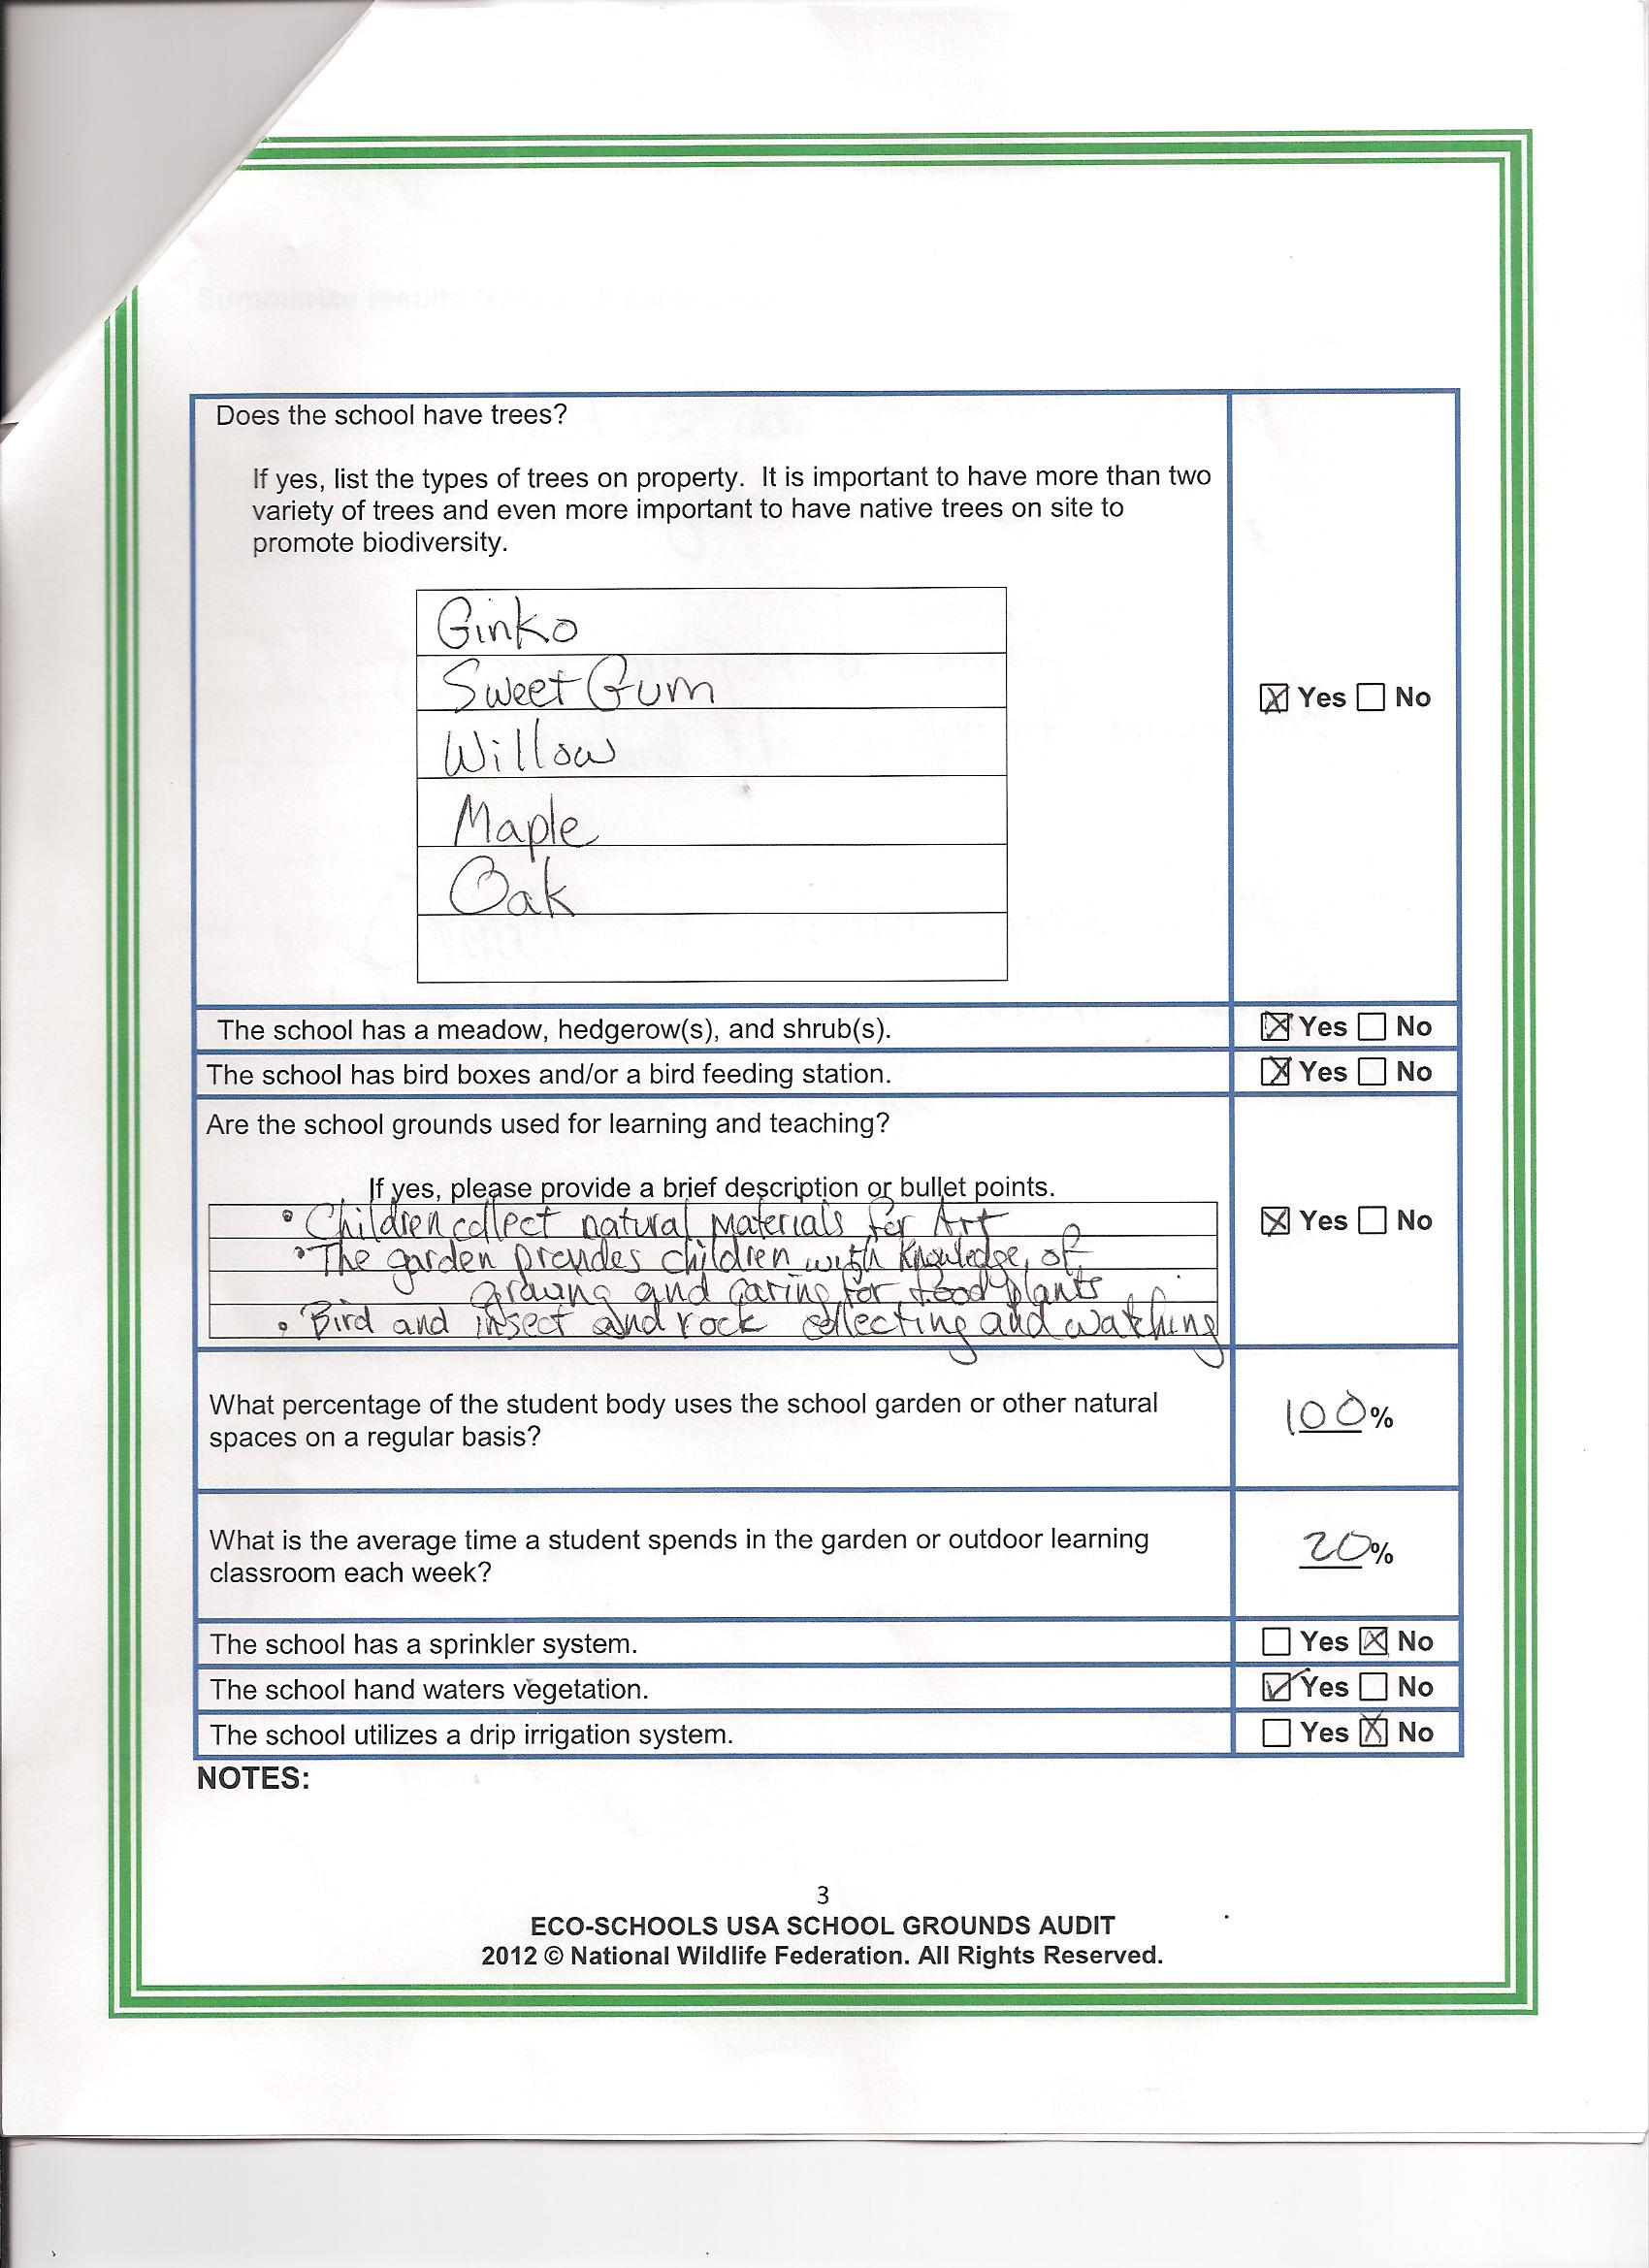 Does the school have trees?
If yes, list the types of trees on property.  It is important to have more than two
variety of trees and even more important to have native trees on site to
promote biodiversity.
Ginko
Sweet Gum
Willow
Maple
Oak
☒ Yes ☐ No
The school has a meadow, hedgerow(s), and shrub(s). ☒ Yes ☐ No
The school has bird boxes and/or a bird feeding station. ☒ Yes ☐ No
Are the school grounds used for learning and teaching?
If yes, please provide a brief description or bullet points.
• Children collect natural Materials for Art
• The garden provides children with knowledge of
growing and caring for food plants
• Bird and insect and rock collecting and watching
☒ Yes ☐ No
What percentage of the student body uses the school garden or other natural
spaces on a regular basis?
100%
What is the average time a student spends in the garden or outdoor learning
classroom each week?
20%
The school has a sprinkler system. ☐ Yes ☒ No
The school hand waters vegetation. ☑ Yes ☐ No
The school utilizes a drip irrigation system. ☐ Yes ☒ No
NOTES:
3
ECO-SCHOOLS USA SCHOOL GROUNDS AUDIT
2012 © National Wildlife Federation. All Rights Reserved.